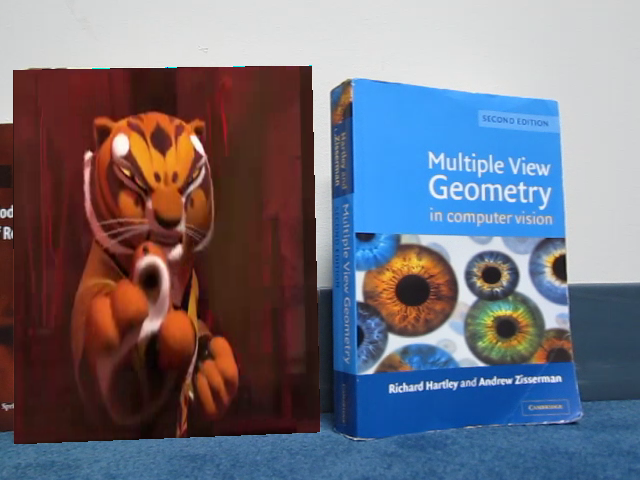 SECOND EDITION
Multiple View
Geometry
in computer vision
Richard Hartley and Andrew Zisserman
CAMBRIDGE
Hartley and
Zisserman
Multiple View Geometry